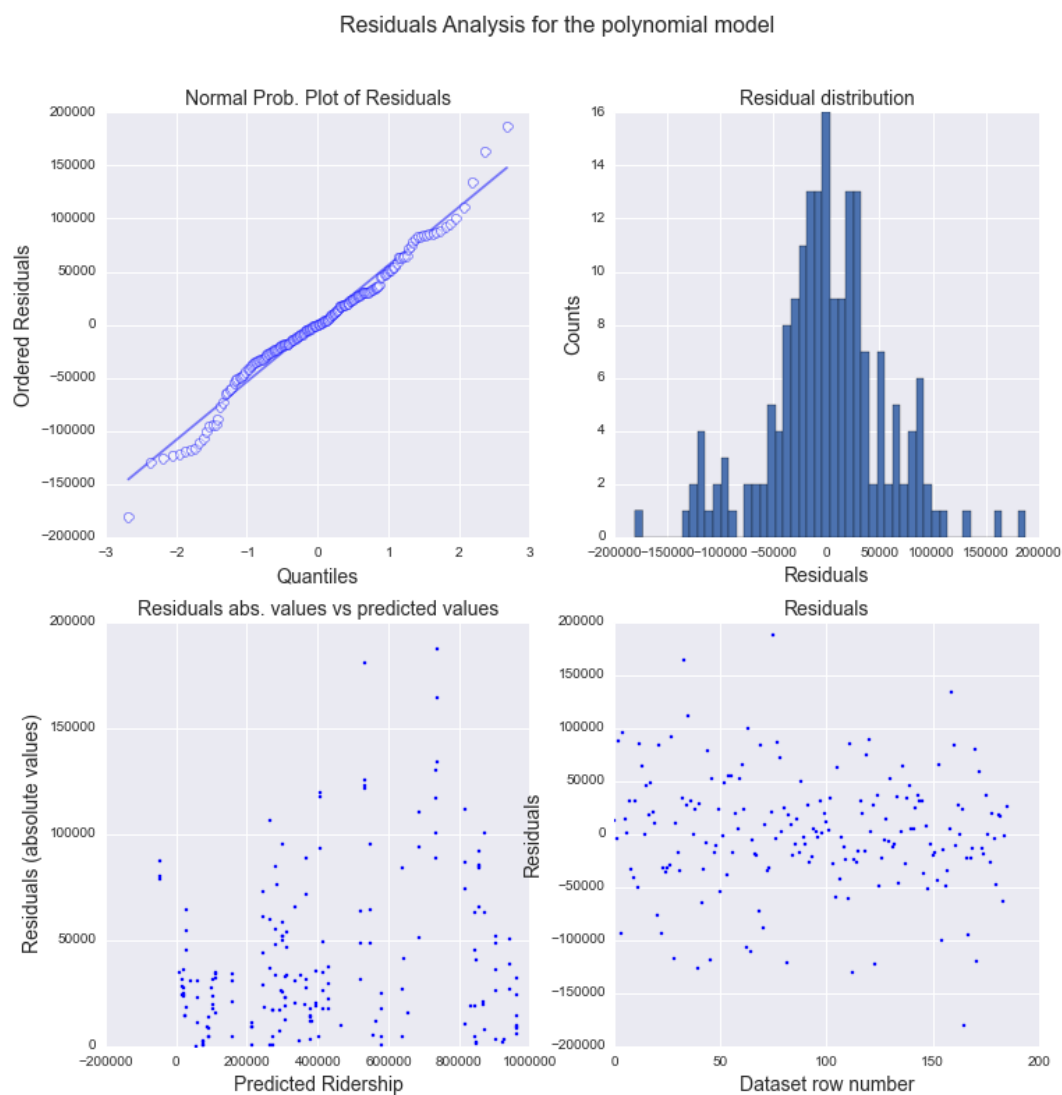 Residuals Analysis for the polynomial model
Normal Prob. Plot of Residuals
200000
150000
100000
50000
0
−50000
−100000
−150000
−200000
Ordered Residuals
−3 −2 −1 0 1 2 3
Quantiles
Residual distribution
16
14
12
10
8
6
4
2
0
Counts
−200000 −150000 −100000 −50000 0 50000 100000 150000 200000
Residuals
Residuals abs. values vs predicted values
200000
150000
100000
50000
0
Residuals (absolute values)
−200000 0 200000 400000 600000 800000 1000000
Predicted Ridership
Residuals
200000
150000
100000
50000
0
−50000
−100000
−150000
−200000
Residuals
0 50 100 150 200
Dataset row number